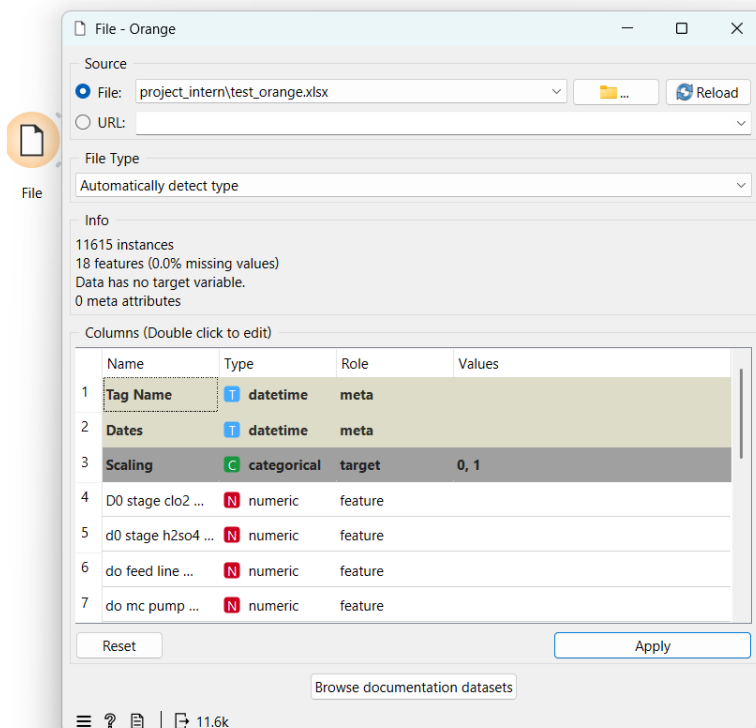 File - Orange
Source
File: project_intern\test_orange.xlsx ... Reload
URL:
File
File Type
Automatically detect type
Info
11615 instances
18 features (0.0% missing values)
Data has no target variable.
0 meta attributes
Columns (Double click to edit)
Name Type Role Values
1 Tag Name T datetime meta
2 Dates T datetime meta
3 Scaling C categorical target 0, 1
4 D0 stage clo2 ... N numeric feature
5 d0 stage h2so4 ... N numeric feature
6 do feed line ... N numeric feature
7 do mc pump ... N numeric feature
Reset Apply
Browse documentation datasets
? 11.6k